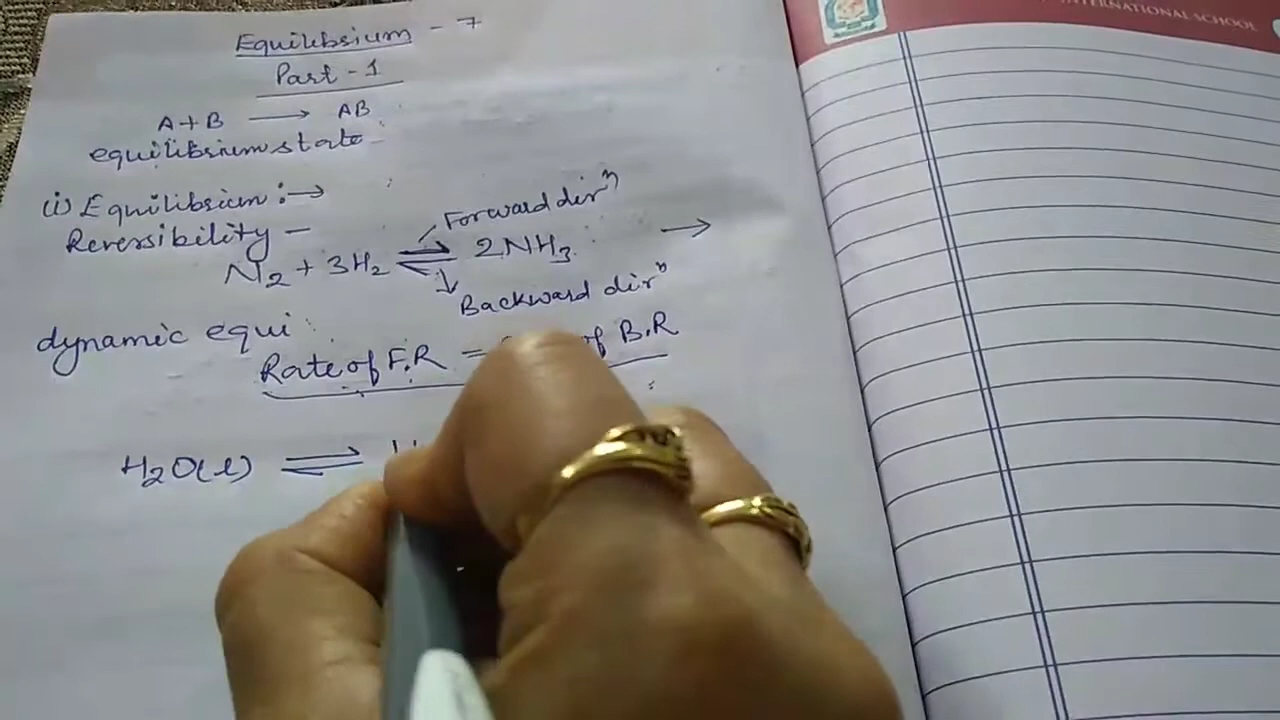 Equilibrium - 7
Part - 1
A+B → AB
equilibrium state
(i) Equilibrium :→
Reversibility -
Forward dirⁿ
N₂ + 3H₂ ⇌ 2NH₃ →
Backward dirⁿ
dynamic equi
Rate of F.R = of B.R
H₂O(l) ⇌
INTERNATIONAL SCHOOL